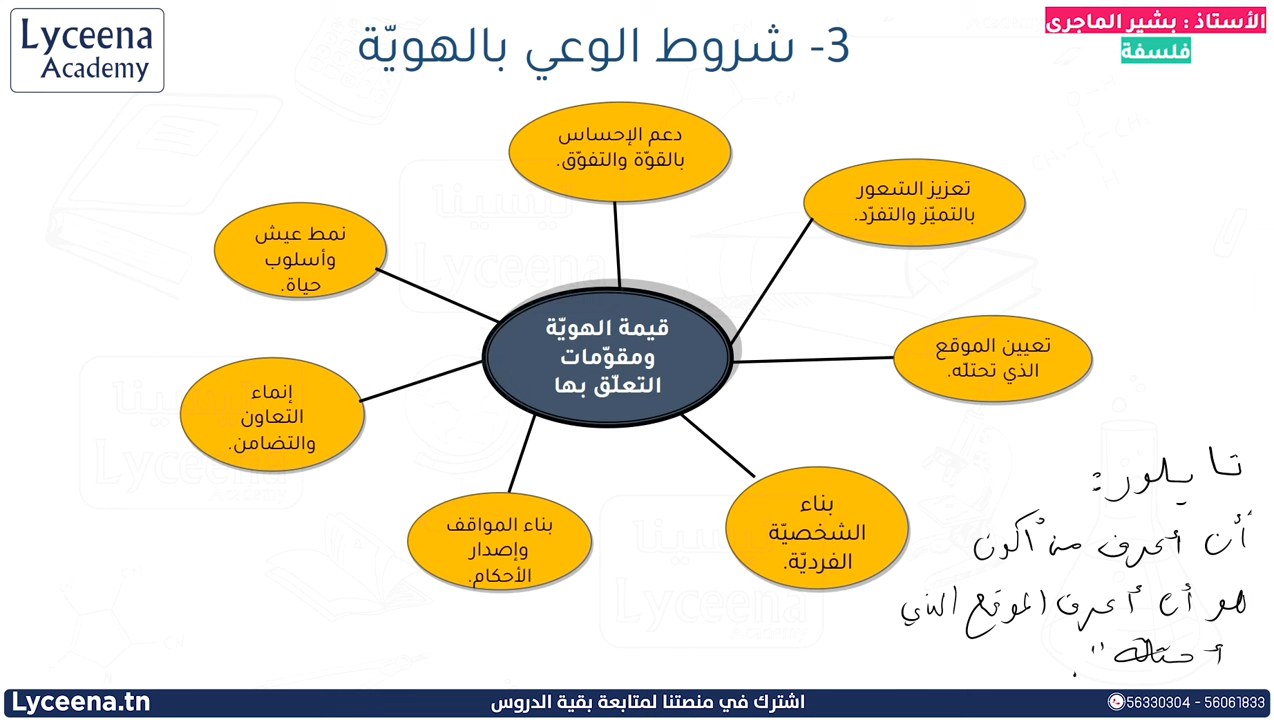 Lyceena
Academy
3- شروط الوعي بالهويّة
الأستاذ : بشير الماجري
فلسفة
دعم الإحساس
بالقوّة والتفوّق.
تعزيز الشعور
بالتميّز والتفرّد.
نمط عيش
وأسلوب
حياة.
قيمة الهويّة
ومقوّمات
التعلّق بها
تعيين الموقع
الذي تحتلّه.
إنماء
التعاون
والتضامن.
بناء المواقف
وإصدار
الأحكام.
بناء
الشخصيّة
الفرديّة.
تايلور:
"أن أعرف من أكون
هو أن أعرف الموقع الذي
أحتله".
ليسينا
Lyceena
Lyceena.tn
اشترك في منصتنا لمتابعة بقية الدروس
56330304 - 56061833